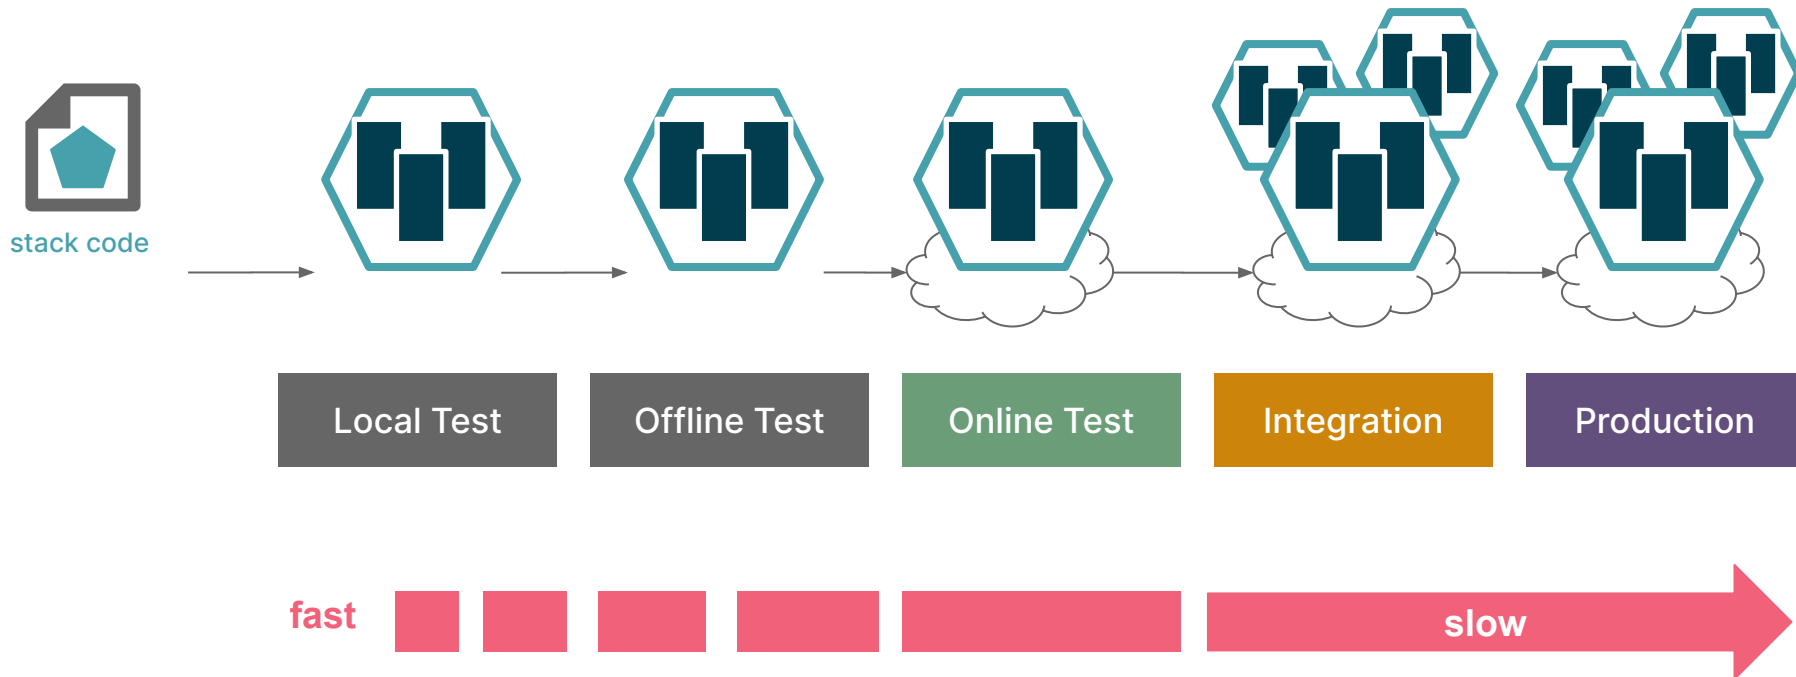 stack code
Local Test
Offline Test
Online Test
Integration
Production
fast
slow